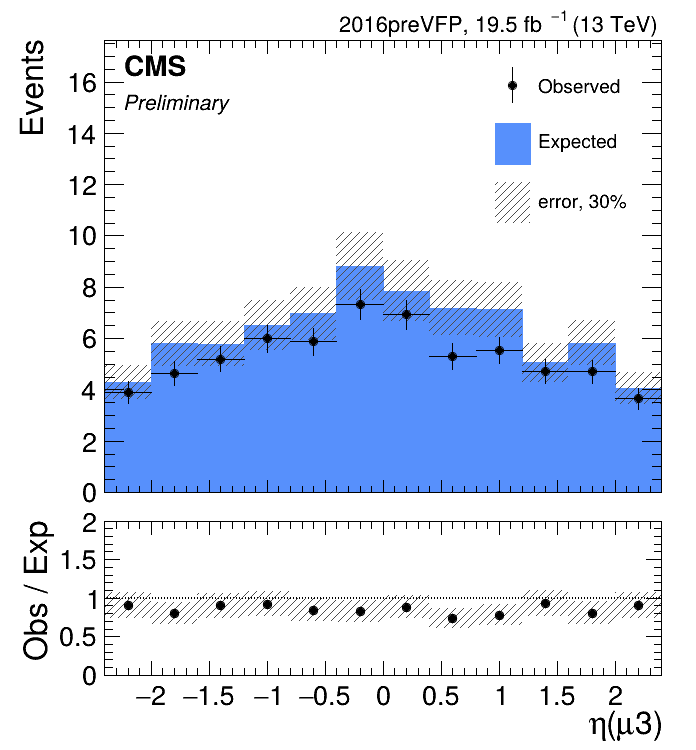 2016preVFP, 19.5 fb⁻¹ (13 TeV)
CMS
Preliminary
Events
Observed
Expected
error, 30%
16
14
12
10
8
6
4
2
0
Obs / Exp
2
1.5
1
0.5
0
−2 −1.5 −1 −0.5 0 0.5 1 1.5 2
η(μ3)